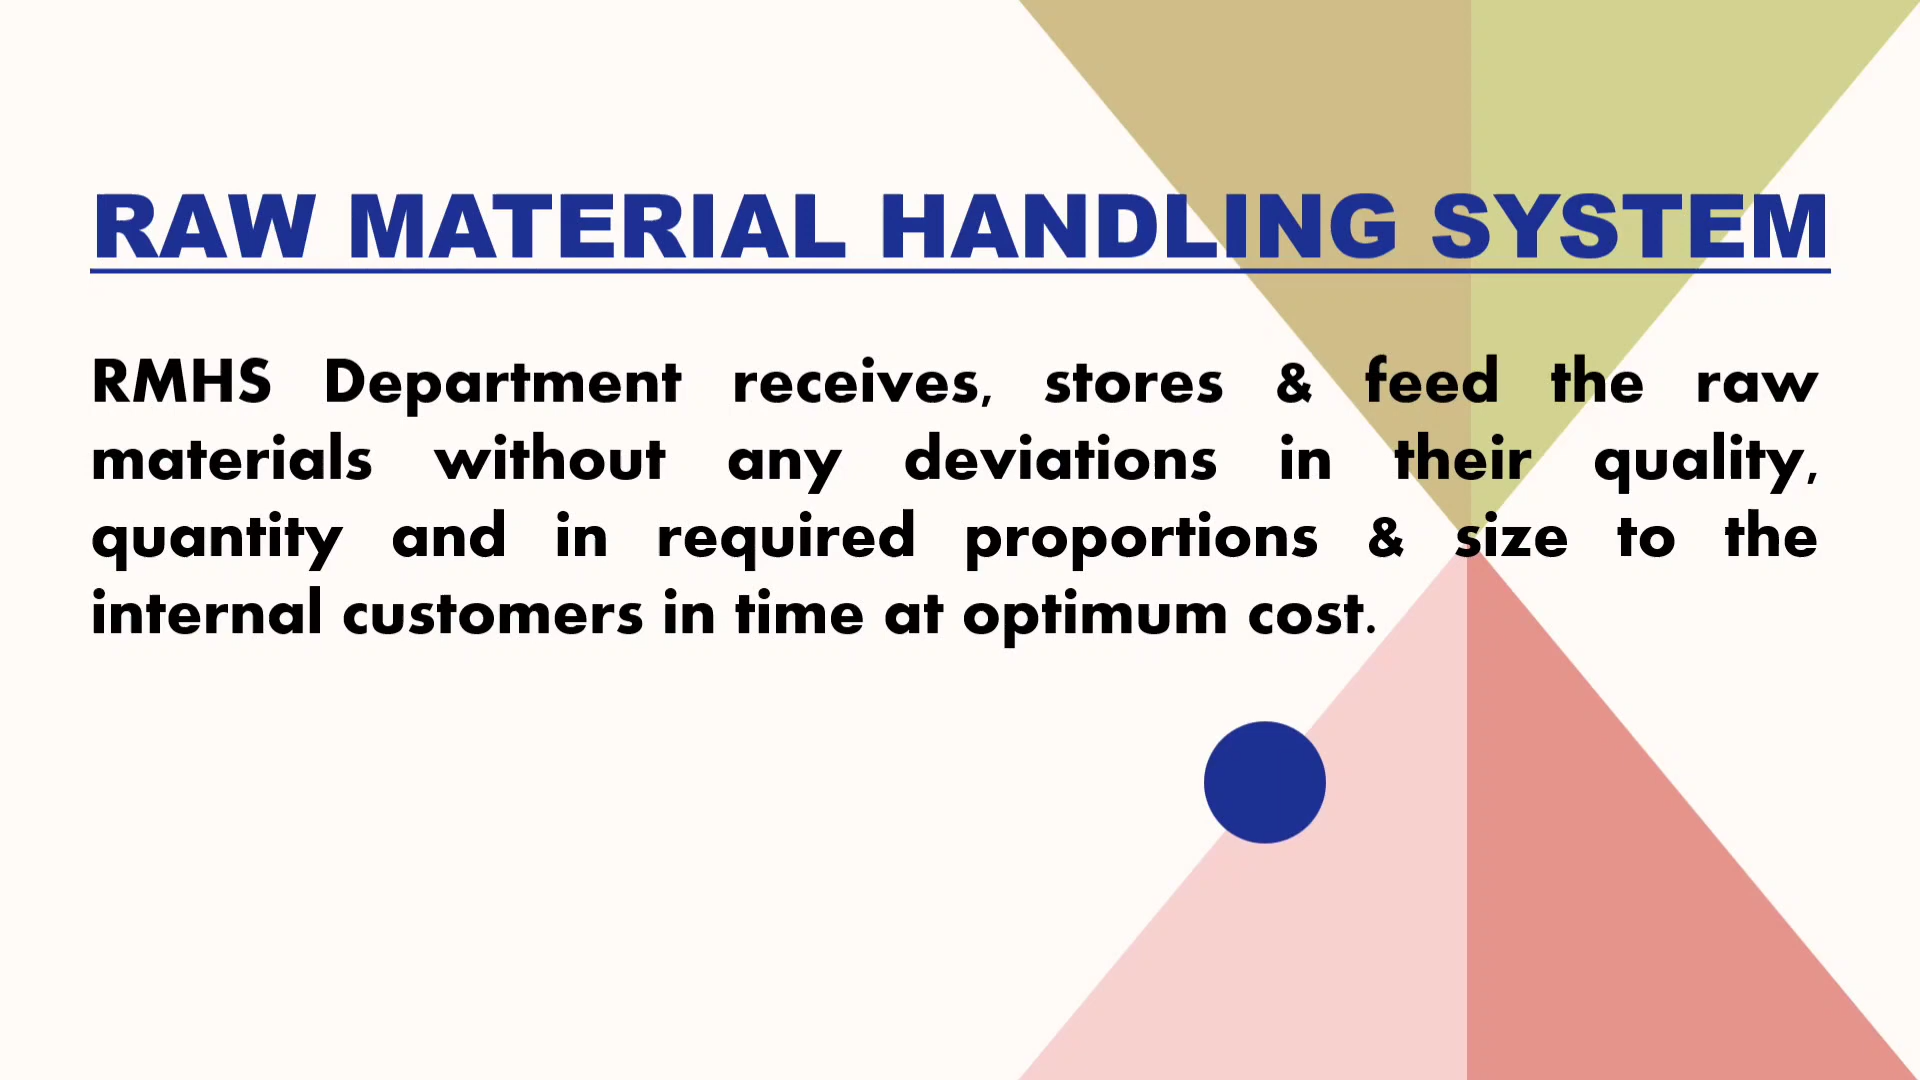 RAW MATERIAL HANDLING SYSTEM
RMHS Department receives, stores & feed the raw
materials without any deviations in their quality,
quantity and in required proportions & size to the
internal customers in time at optimum cost.